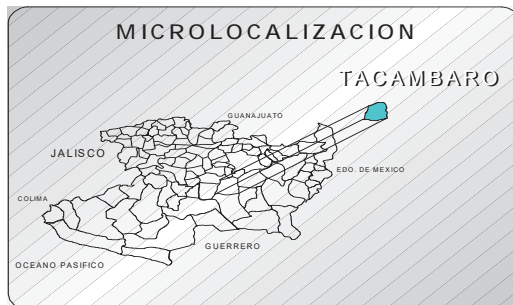 MICROLOCALIZACION
TACAMBARO
GUANAJUATO
JALISCO
EDO. DE MEXICO
COLIMA
GUERRERO
OCEANO PASIFICO